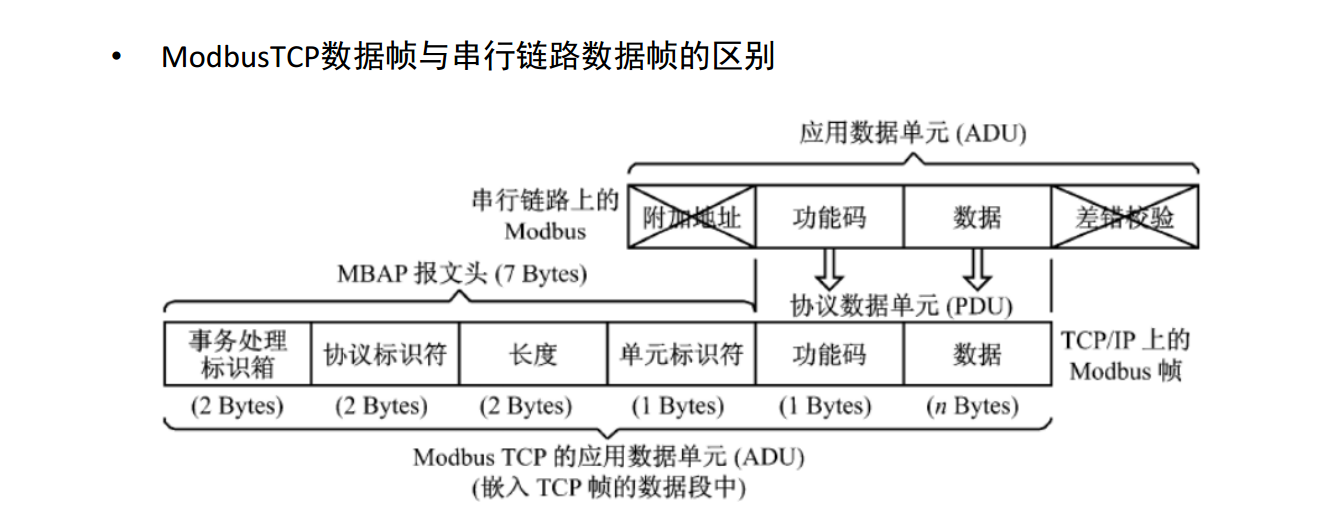 • ModbusTCP数据帧与串行链路数据帧的区别
应用数据单元 (ADU)
串行链路上的
Modbus
附加地址 功能码 数据 差错校验
MBAP 报文头 (7 Bytes)
协议数据单元 (PDU)
事务处理
标识箱
协议标识符 长度 单元标识符 功能码 数据
TCP/IP 上的
Modbus 帧
(2 Bytes) (2 Bytes) (2 Bytes) (1 Bytes) (1 Bytes) (n Bytes)
Modbus TCP 的应用数据单元 (ADU)
(嵌入 TCP 帧的数据段中)